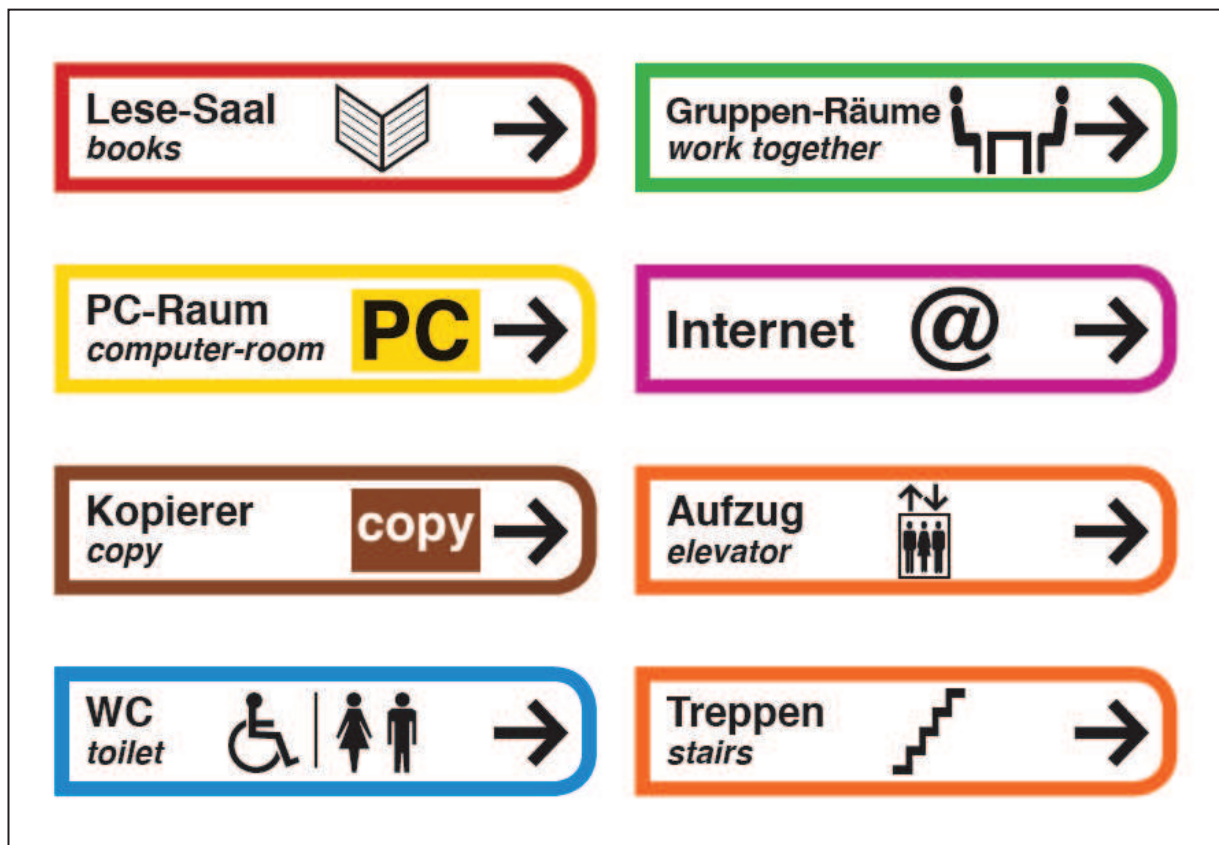 Lese-Saal
books
Gruppen-Räume
work together
PC-Raum
computer-room
PC
Internet
@
Kopierer
copy
copy
Aufzug
elevator
WC
toilet
Treppen
stairs